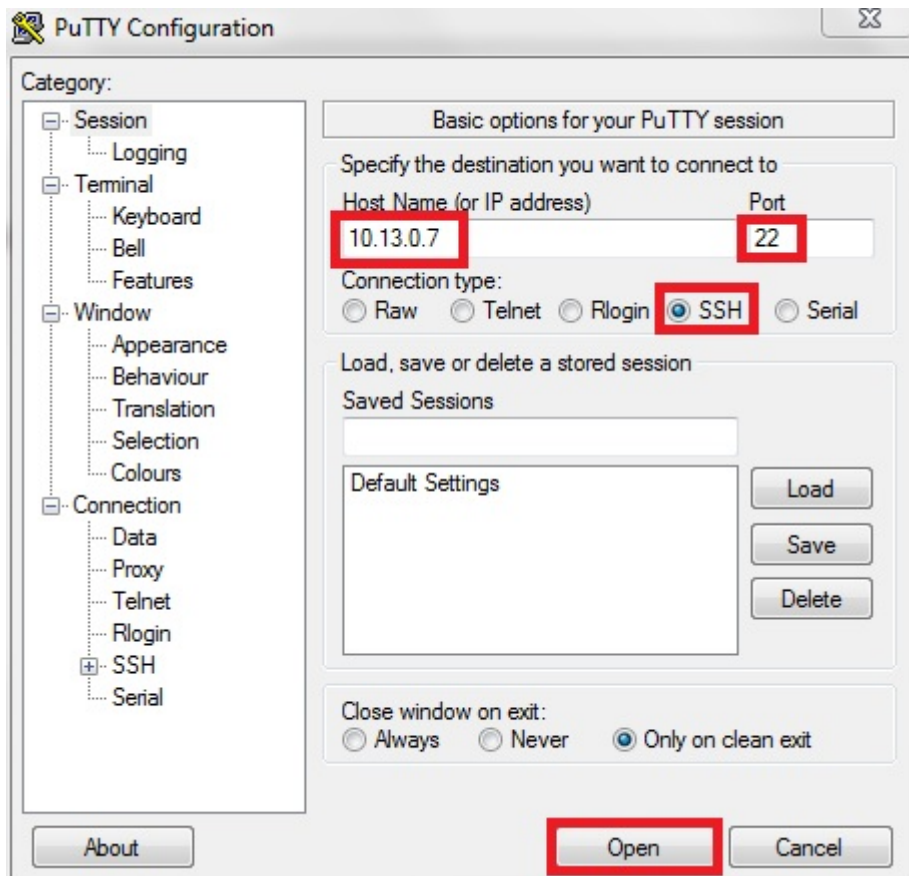 PuTTY Configuration
Category:
Session
Logging
Terminal
Keyboard
Bell
Features
Window
Appearance
Behaviour
Translation
Selection
Colours
Connection
Data
Proxy
Telnet
Rlogin
SSH
Serial
Basic options for your PuTTY session
Specify the destination you want to connect to
Host Name (or IP address) Port
10.13.0.7 22
Connection type:
Raw Telnet Rlogin SSH Serial
Load, save or delete a stored session
Saved Sessions
Default Settings
Load
Save
Delete
Close window on exit:
Always Never Only on clean exit
About Open Cancel